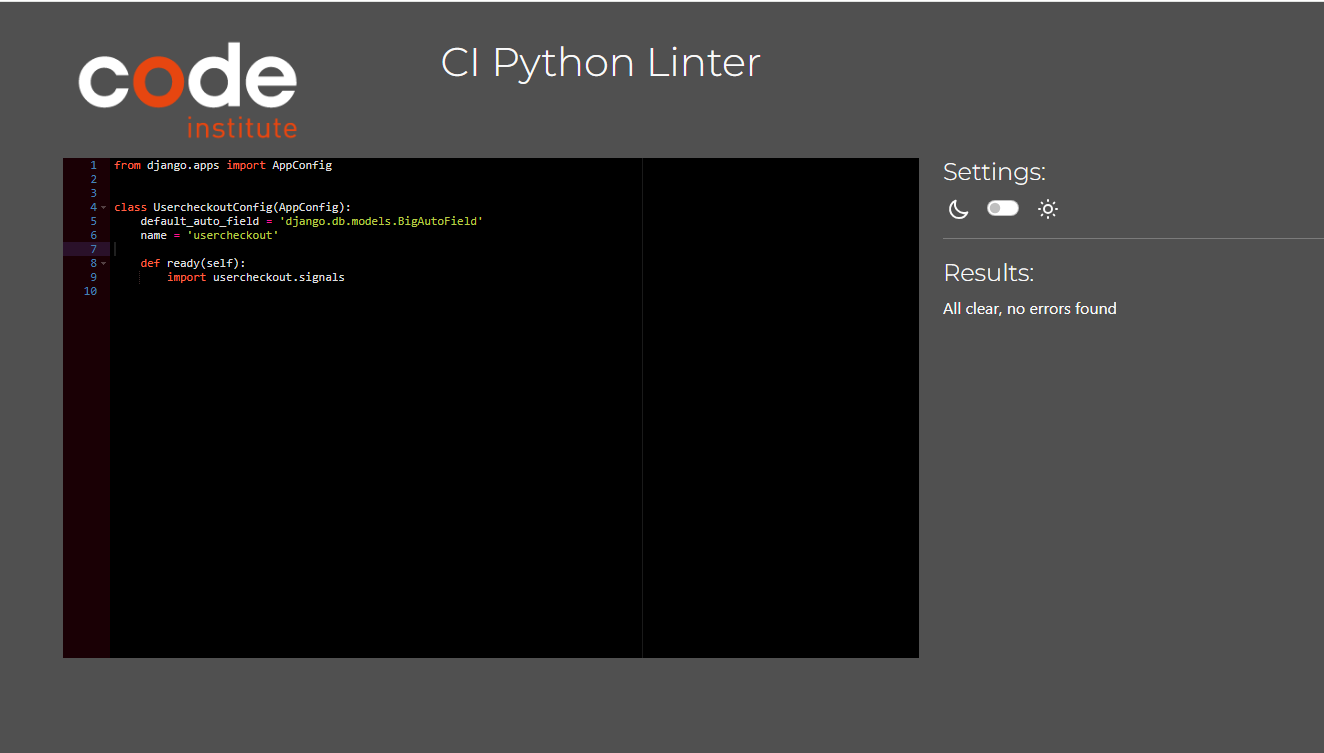 code
institute
CI Python Linter
1 from django.apps import AppConfig
2
3
4 class UsercheckoutConfig(AppConfig):
5     default_auto_field = 'django.db.models.BigAutoField'
6     name = 'usercheckout'
7
8     def ready(self):
9         import usercheckout.signals
10
Settings:
Results:
All clear, no errors found